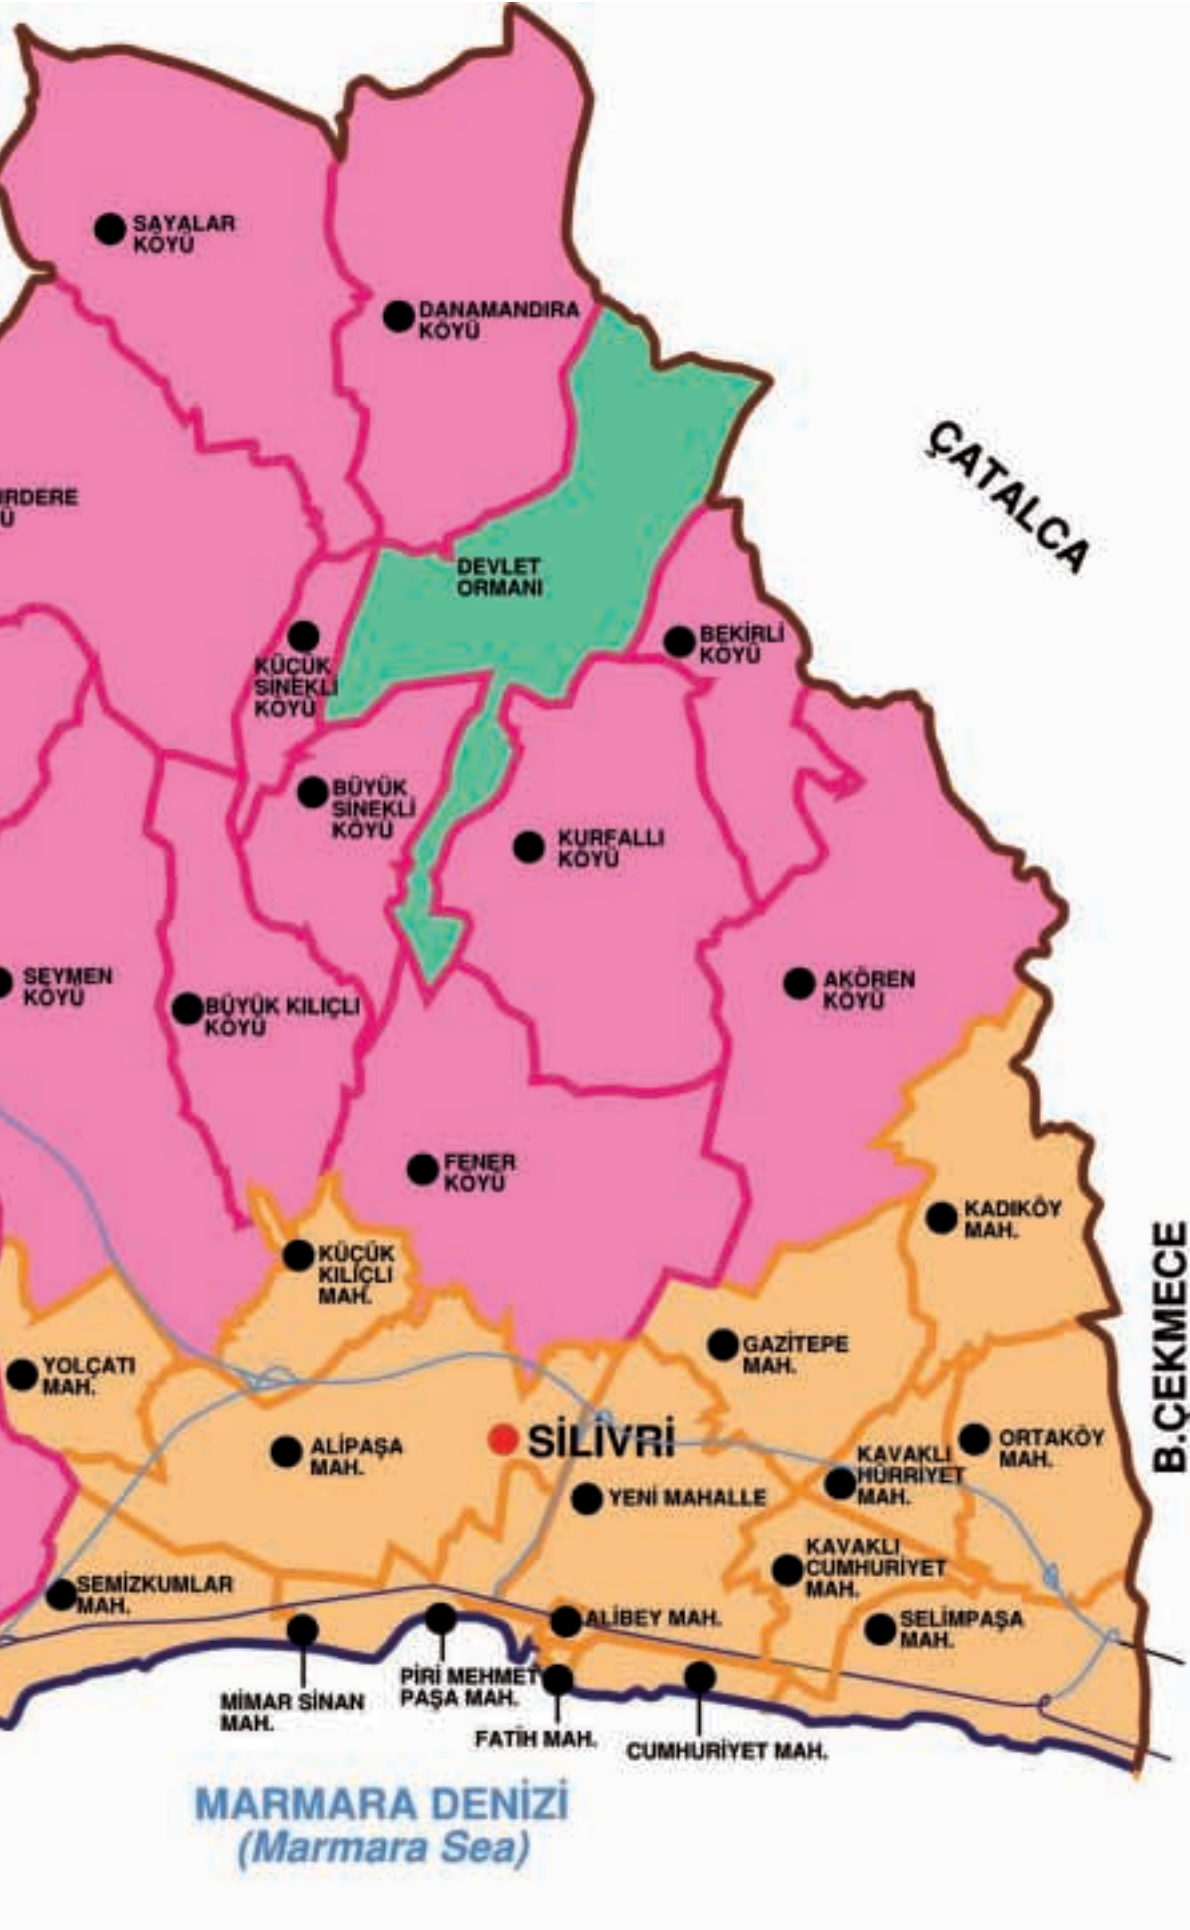 SAYALAR
KÖYÜ
DANAMANDIRA
KÖYÜ
ÇATALCA
DEVLET
ORMANI
BEKİRLİ
KÖYÜ
KÜÇÜK
SİNEKLİ
KÖYÜ
BÜYÜK
SİNEKLİ
KÖYÜ
KURFALLI
KÖYÜ
SEYMEN
KÖYÜ
BÜYÜK KILIÇLI
KÖYÜ
AKÖREN
KÖYÜ
FENER
KÖYÜ
KADIKÖY
MAH.
KÜÇÜK
KILIÇLI
MAH.
B.ÇEKMECE
YOLÇATI
MAH.
GAZİTEPE
MAH.
ALİPAŞA
MAH.
SİLİVRİ
KAVAKLI
HÜRRİYET
MAH.
ORTAKÖY
MAH.
YENİ MAHALLE
KAVAKLI
CUMHURİYET
MAH.
SEMİZKUMLAR
MAH.
ALİBEY MAH.
SELİMPAŞA
MAH.
MİMAR SİNAN
MAH.
PİRİ MEHMET
PAŞA MAH.
FATİH MAH.
CUMHURİYET MAH.
MARMARA DENİZİ
(Marmara Sea)